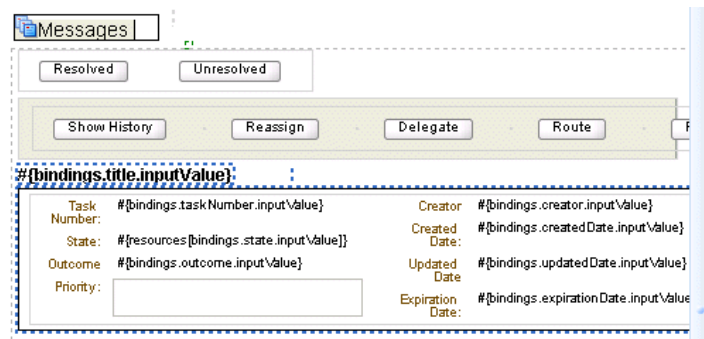 Messages
Resolved Unresolved
Show History Reassign Delegate Route
#{bindings.title.inputValue}
Task Number: #{bindings.taskNumber.inputValue} Creator #{bindings.creator.inputValue}
State: #{resources[bindings.state.inputValue]} Created Date: #{bindings.createdDate.inputValue}
Outcome #{bindings.outcome.inputValue} Updated Date #{bindings.updatedDate.inputValue}
Priority: Expiration Date: #{bindings.expirationDate.inputValue